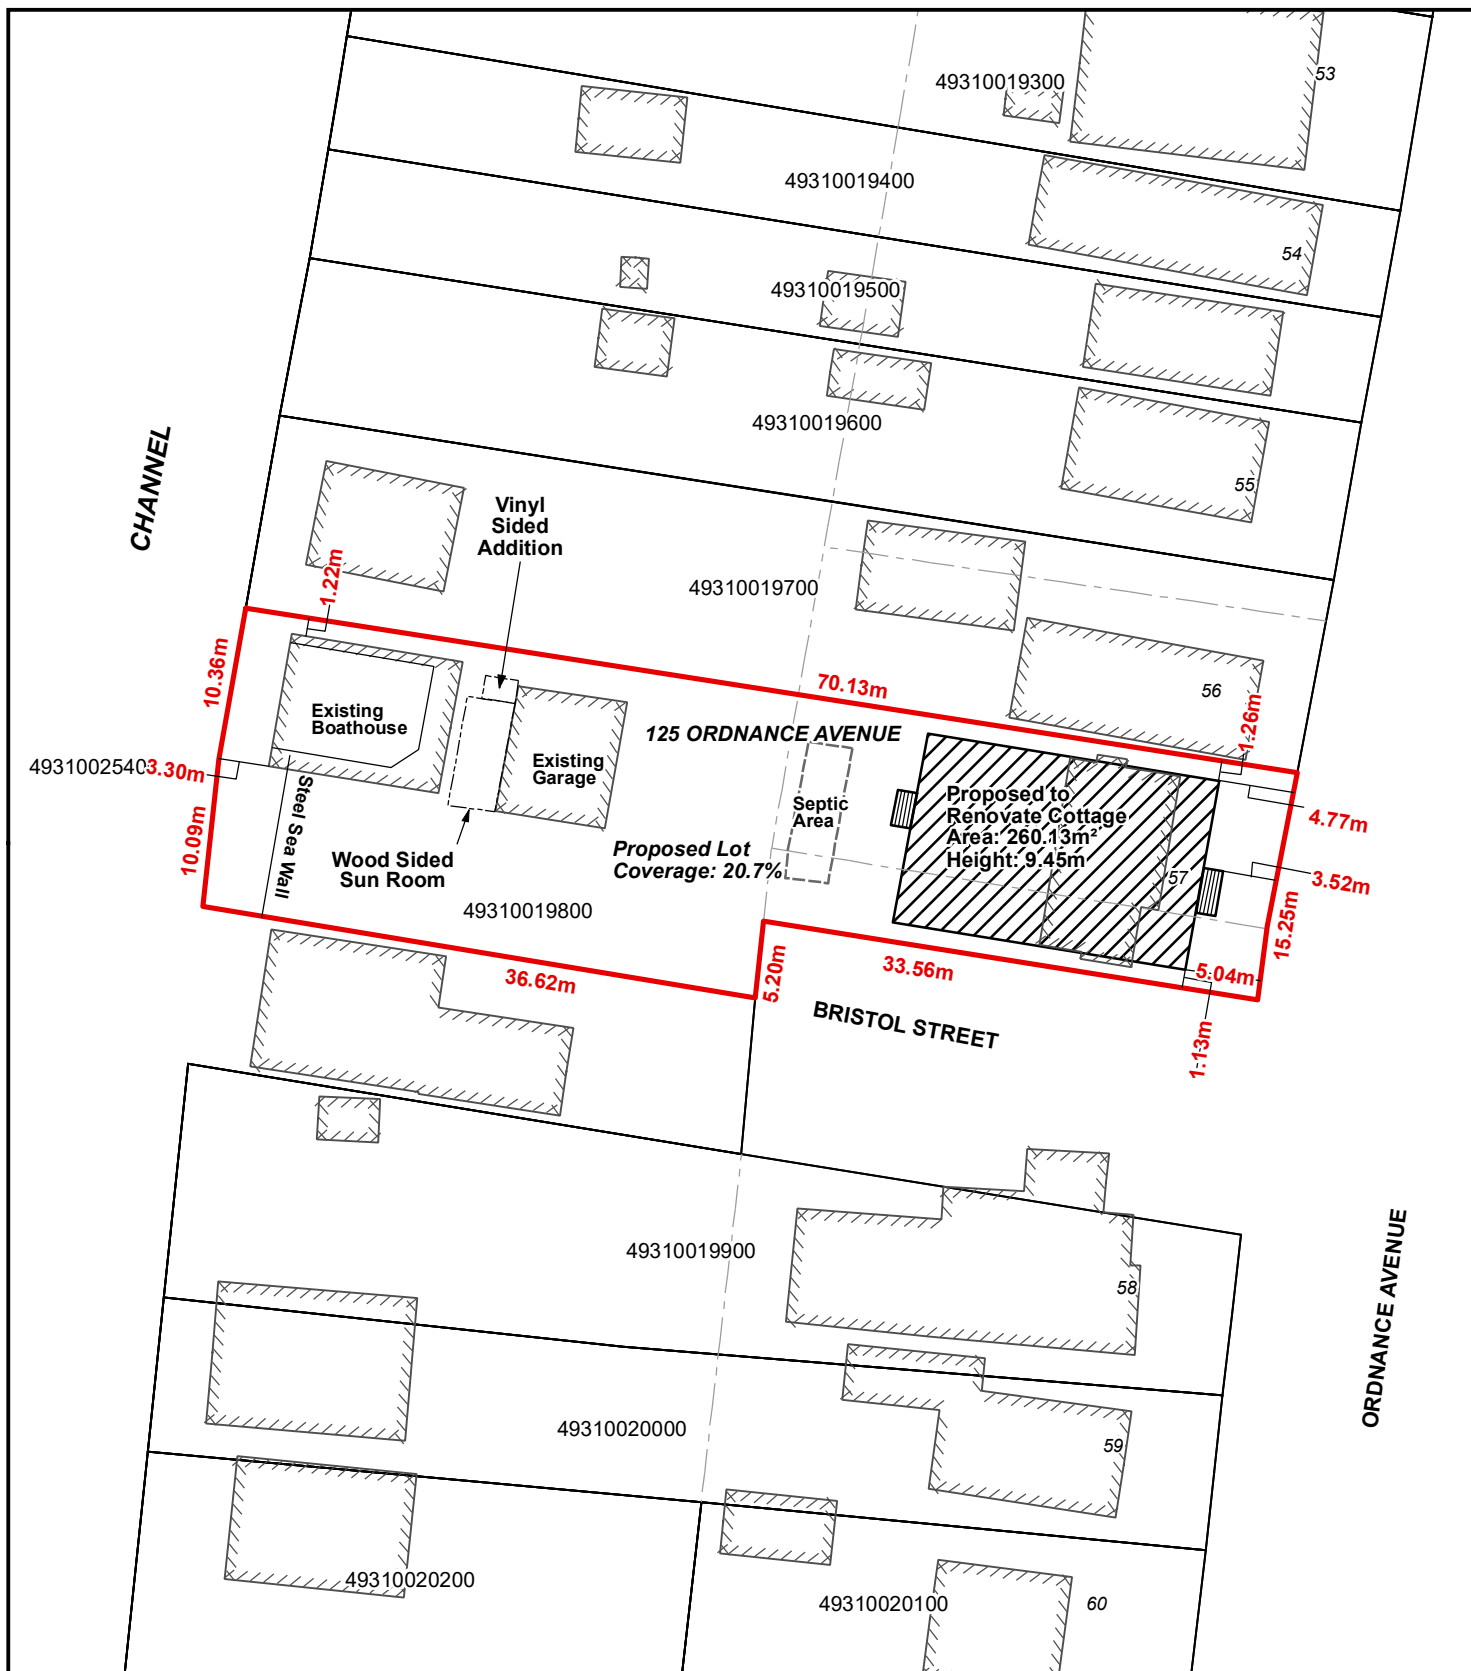 49310019300
53
49310019400
54
49310019500
49310019600
55
CHANNEL
Vinyl
Sided
Addition
1.22m
49310019700
56
10.36m
70.13m
1.26m
Existing
Boathouse
125 ORDNANCE AVENUE
Existing
Garage
49310025400
3.30m
Steel Sea Wall
Septic
Area
Proposed to
Renovate Cottage
Area: 260.13m²
Height: 9.45m
4.77m
10.09m
Wood Sided
Sun Room
Proposed Lot
Coverage: 20.7%
57
3.52m
49310019800
15.25m
36.62m
5.20m
33.56m
5.04m
BRISTOL STREET
1.13m
49310019900
58
ORDNANCE AVENUE
49310020000
59
49310020200
49310020100
60